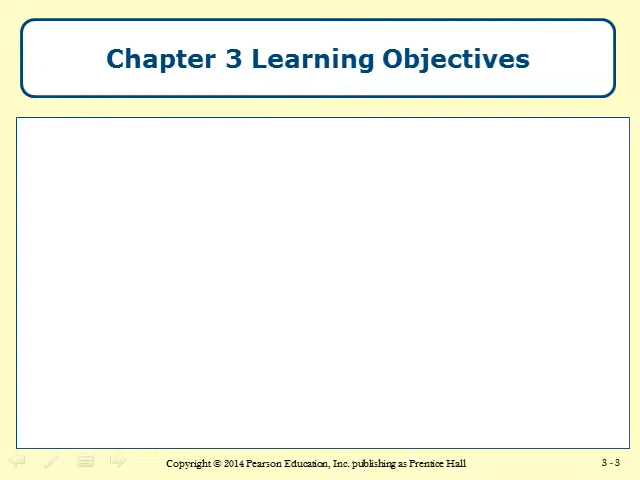 Chapter 3 Learning Objectives
Copyright © 2014 Pearson Education, Inc. publishing as Prentice Hall
3 - 3